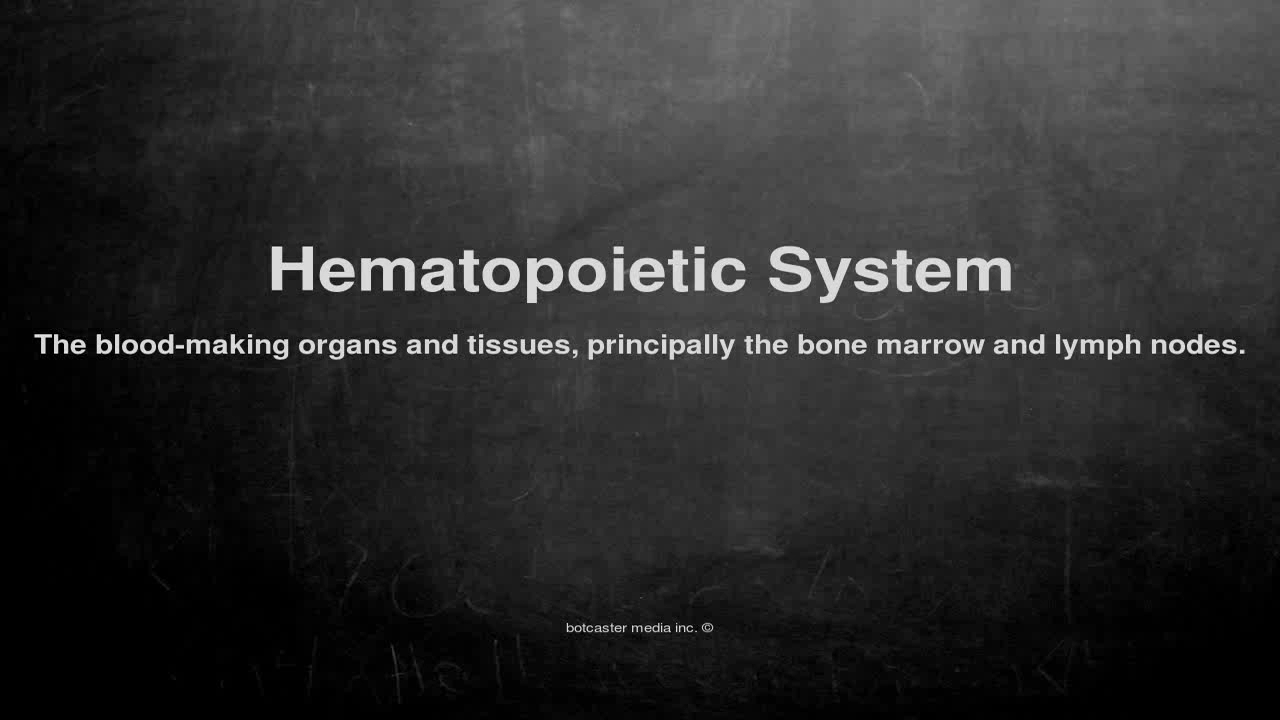 Hematopoietic System
The blood-making organs and tissues, principally the bone marrow and lymph nodes.
botcaster media inc. ©